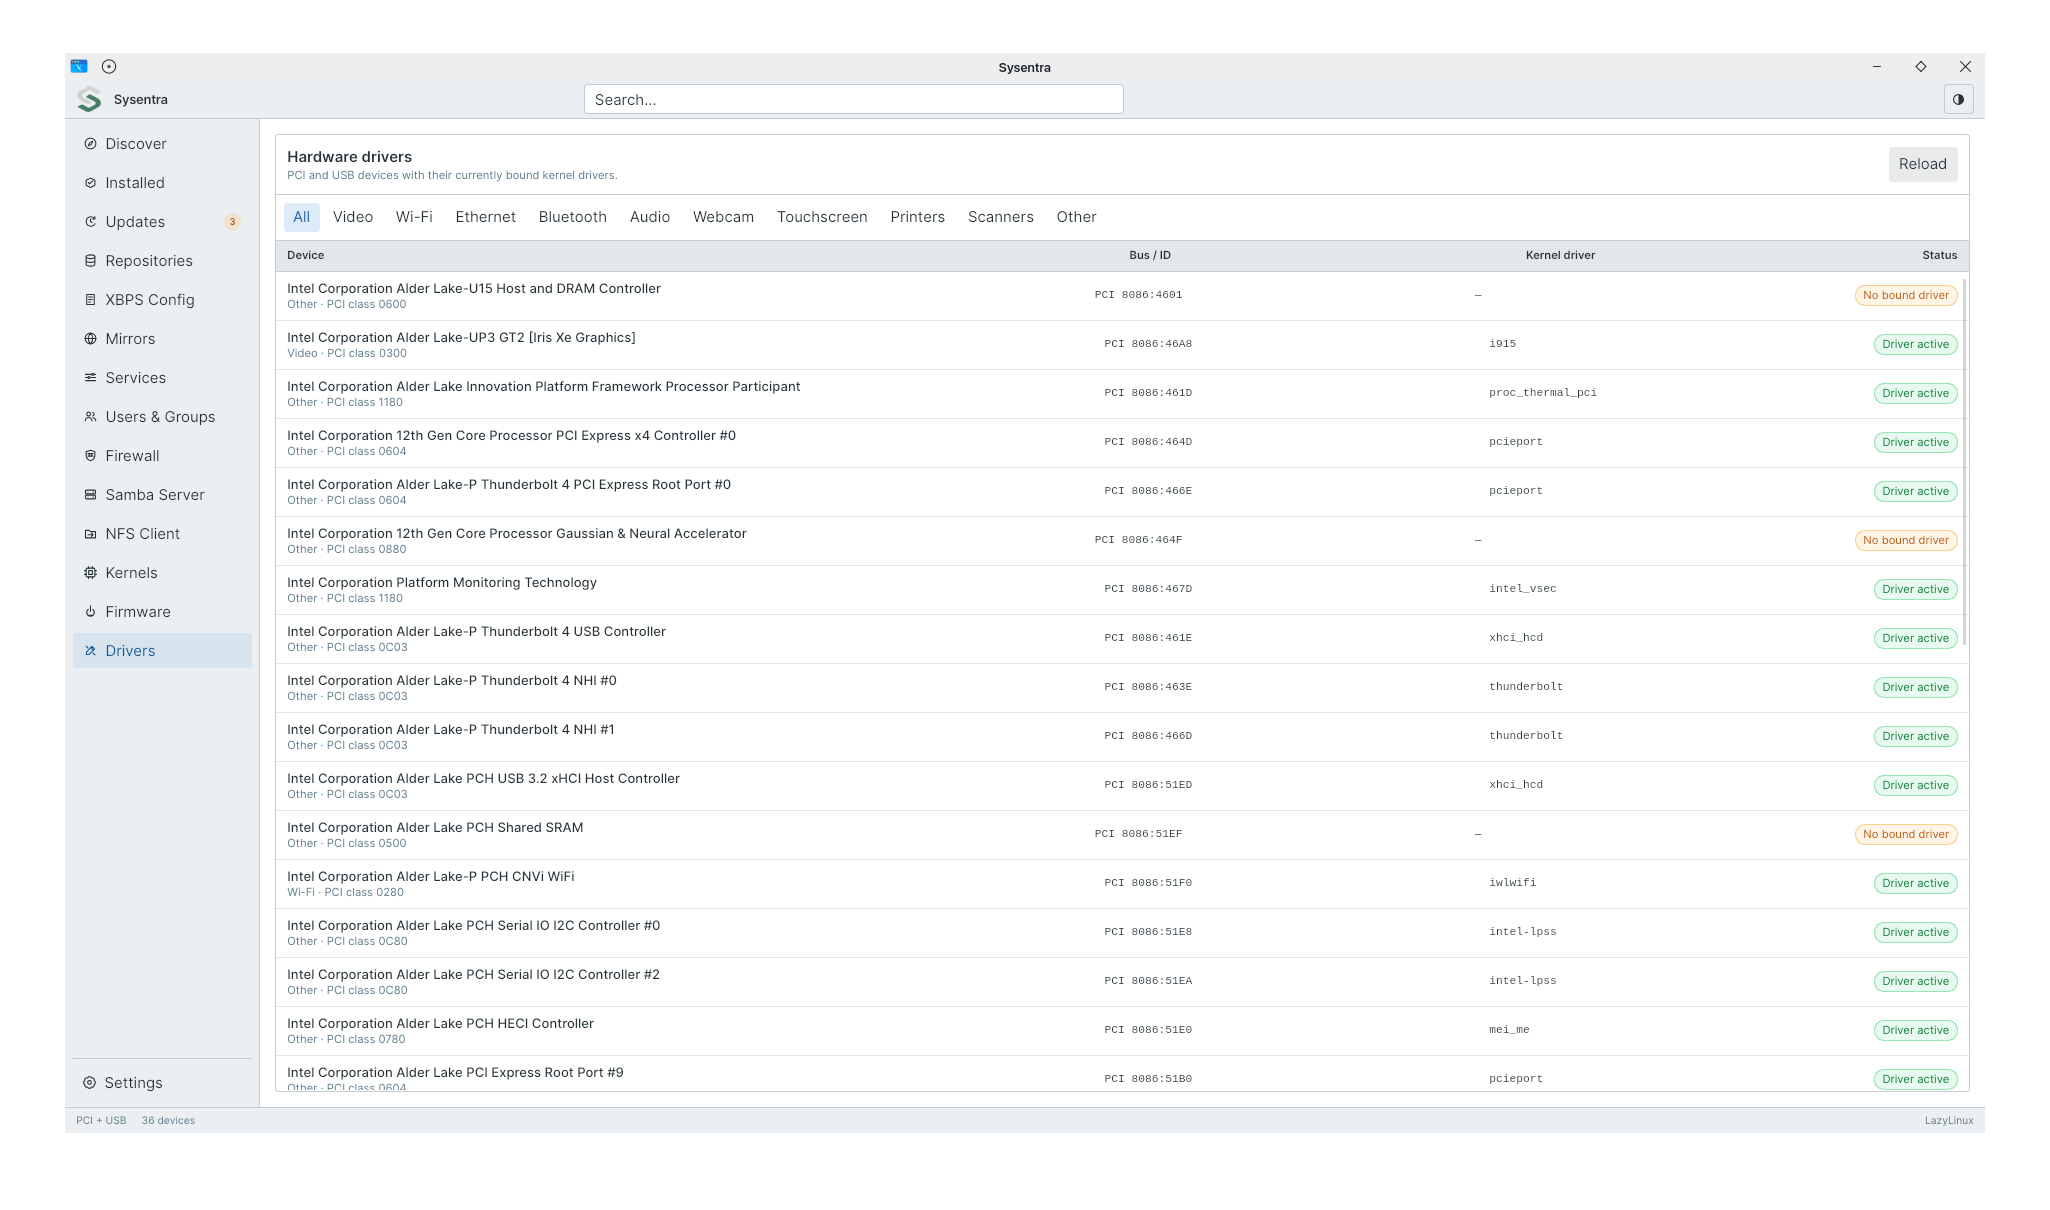 Sysentra
Sysentra
Search...
Discover
Installed
Updates 3
Repositories
XBPS Config
Mirrors
Services
Users & Groups
Firewall
Samba Server
NFS Client
Kernels
Firmware
Drivers
Settings
Hardware drivers
PCI and USB devices with their currently bound kernel drivers.
Reload
All Video Wi-Fi Ethernet Bluetooth Audio Webcam Touchscreen Printers Scanners Other
Device Bus / ID Kernel driver Status
Intel Corporation Alder Lake-U15 Host and DRAM Controller
Other · PCI class 0600
PCI 8086:4601 — No bound driver
Intel Corporation Alder Lake-UP3 GT2 [Iris Xe Graphics]
Video · PCI class 0300
PCI 8086:46A8 i915 Driver active
Intel Corporation Alder Lake Innovation Platform Framework Processor Participant
Other · PCI class 1180
PCI 8086:461D proc_thermal_pci Driver active
Intel Corporation 12th Gen Core Processor PCI Express x4 Controller #0
Other · PCI class 0604
PCI 8086:464D pcieport Driver active
Intel Corporation Alder Lake-P Thunderbolt 4 PCI Express Root Port #0
Other · PCI class 0604
PCI 8086:466E pcieport Driver active
Intel Corporation 12th Gen Core Processor Gaussian & Neural Accelerator
Other · PCI class 0880
PCI 8086:464F — No bound driver
Intel Corporation Platform Monitoring Technology
Other · PCI class 1180
PCI 8086:467D intel_vsec Driver active
Intel Corporation Alder Lake-P Thunderbolt 4 USB Controller
Other · PCI class 0C03
PCI 8086:461E xhci_hcd Driver active
Intel Corporation Alder Lake-P Thunderbolt 4 NHI #0
Other · PCI class 0C03
PCI 8086:463E thunderbolt Driver active
Intel Corporation Alder Lake-P Thunderbolt 4 NHI #1
Other · PCI class 0C03
PCI 8086:466D thunderbolt Driver active
Intel Corporation Alder Lake PCH USB 3.2 xHCI Host Controller
Other · PCI class 0C03
PCI 8086:51ED xhci_hcd Driver active
Intel Corporation Alder Lake PCH Shared SRAM
Other · PCI class 0500
PCI 8086:51EF — No bound driver
Intel Corporation Alder Lake-P PCH CNVi WiFi
Wi-Fi · PCI class 0280
PCI 8086:51F0 iwlwifi Driver active
Intel Corporation Alder Lake PCH Serial IO I2C Controller #0
Other · PCI class 0C80
PCI 8086:51E8 intel-lpss Driver active
Intel Corporation Alder Lake PCH Serial IO I2C Controller #2
Other · PCI class 0C80
PCI 8086:51EA intel-lpss Driver active
Intel Corporation Alder Lake PCH HECI Controller
Other · PCI class 0780
PCI 8086:51E0 mei_me Driver active
Intel Corporation Alder Lake PCI Express Root Port #9
Other · PCI class 0604
PCI 8086:51B0 pcieport Driver active
PCI + USB 36 devices
LazyLinux